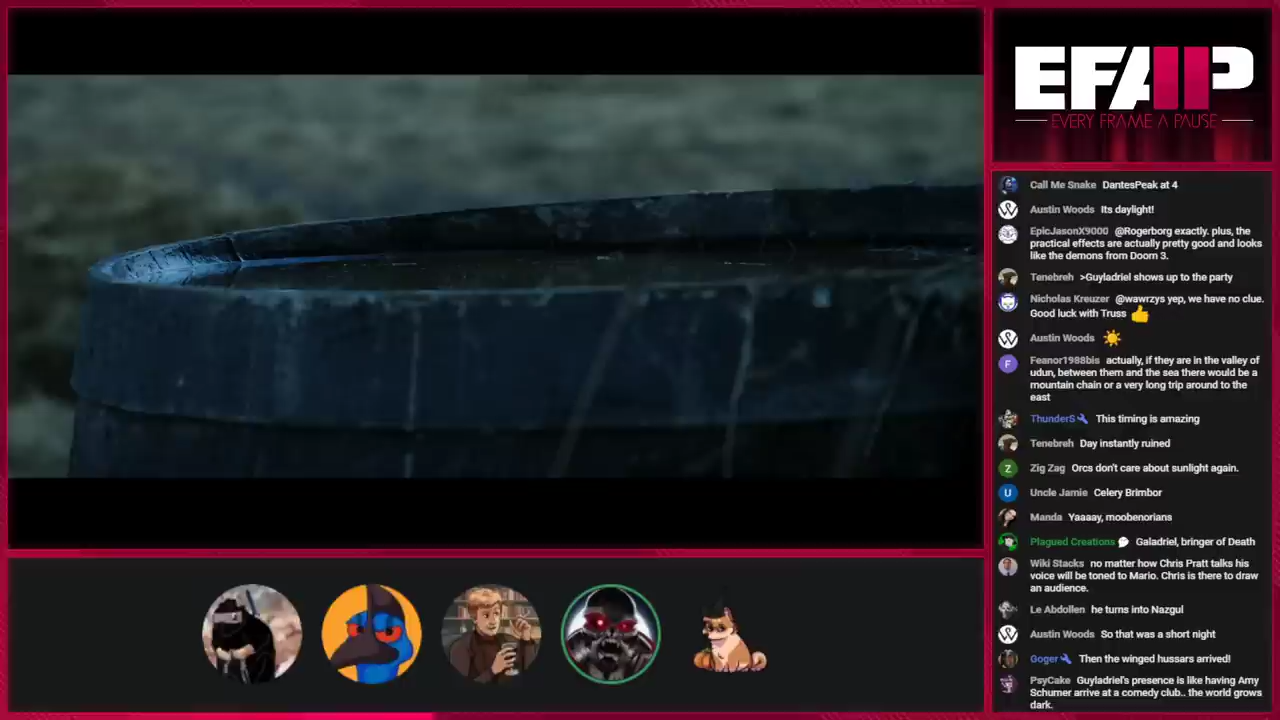 EFAP
EVERY FRAME A PAUSE
Call Me Snake DantesPeak at 4
Austin Woods Its daylight!
EpicJasonX9000 @Rogerborg exactly. plus, the
practical effects are actually pretty good and looks
like the demons from Doom 3.
Tenebreh >Guyladriel shows up to the party
Nicholas Kreuzer @wawrzys yep, we have no clue.
Good luck with Truss 👍
Austin Woods ☀️
F Feanor1988bis actually, if they are in the valley of
udun, between them and the sea there would be a
mountain chain or a very long trip around to the
east
ThunderS This timing is amazing
Tenebreh Day instantly ruined
Z Zig Zag Orcs don't care about sunlight again.
U Uncle Jamie Celery Brimbor
Manda Yaaaay, moobenorians
Plagued Creations Galadriel, bringer of Death
Wiki Stacks no matter how Chris Pratt talks his
voice will be toned to Mario. Chris is there to draw
an audience.
Le Abdollen he turns into Nazgul
Austin Woods So that was a short night
Goger Then the winged hussars arrived!
PsyCake Guyladriel's presence is like having Amy
Schumer arrive at a comedy club.. the world grows
dark.